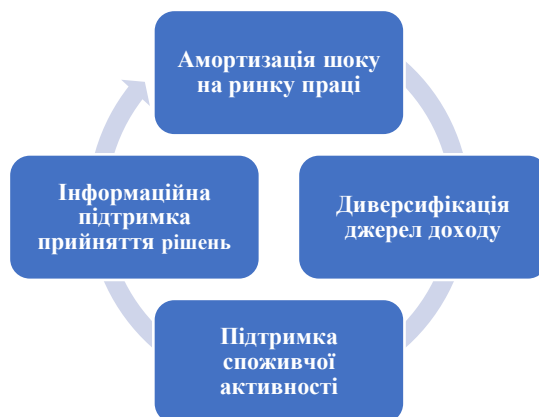 Амортизація шоку
на ринку праці
Інформаційна
підтримка
прийняття рішень
Диверсифікація
джерел доходу
Підтримка
споживчої
активності